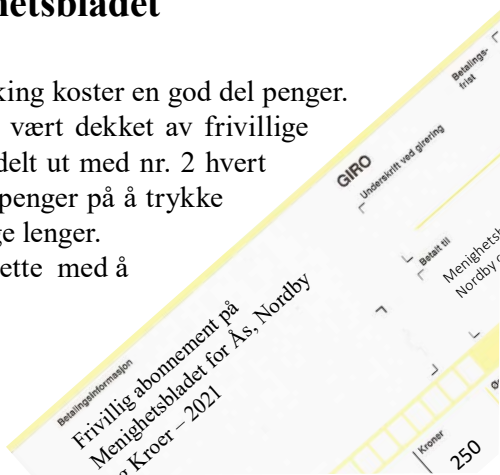 etsbladet
king koster en god del penger.
vært dekket av frivillige
delt ut med nr. 2 hvert
penger på å trykke
ge lenger.
ette med å
Betalings-
frist
GIRO
Underskrift ved girering
Betalt til
Menighetsb
Nordby o
Betalingsinformasjon
Frivillig abonnement på
Menighetsbladet for Ås, Nordby
g Kroer – 2021
Kroner
250